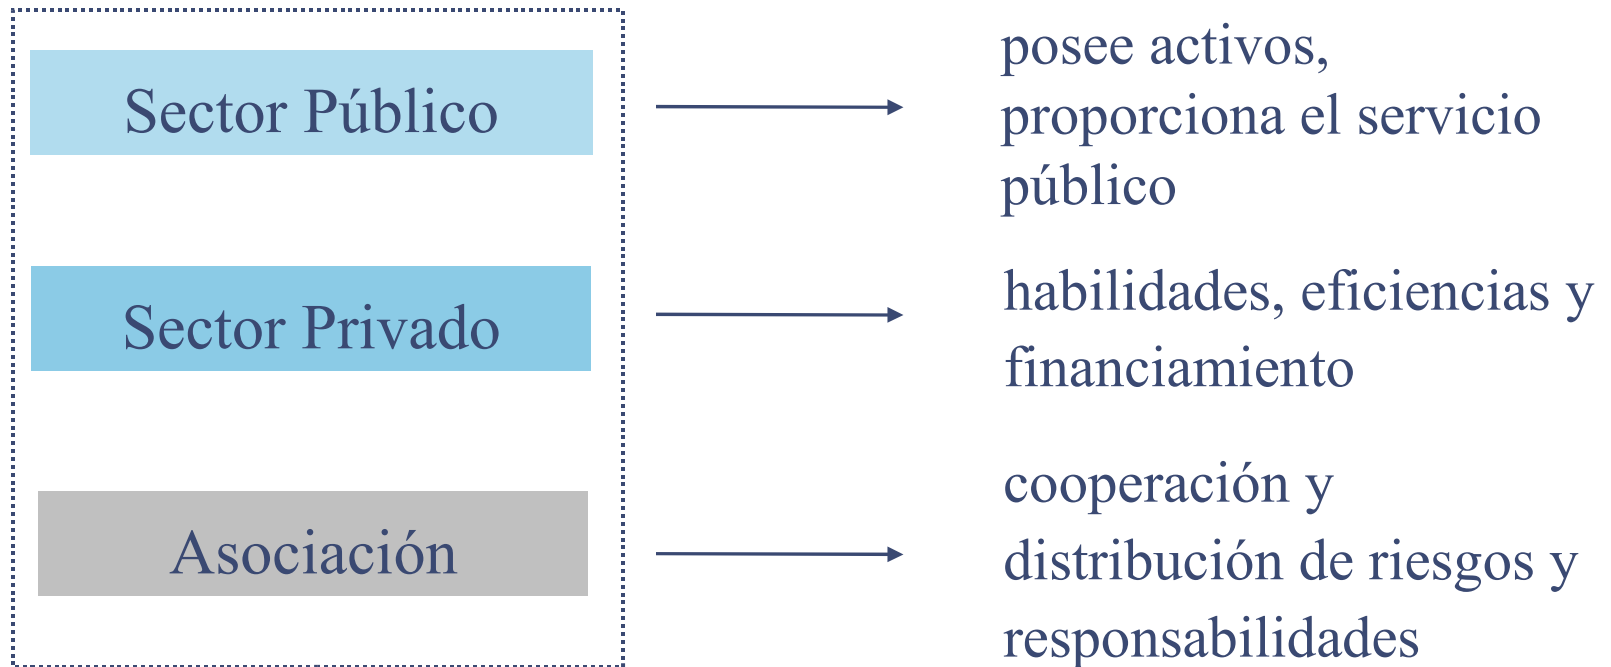 Sector Público
posee activos,
proporciona el servicio
público
Sector Privado
habilidades, eficiencias y
financiamiento
Asociación
cooperación y
distribución de riesgos y
responsabilidades